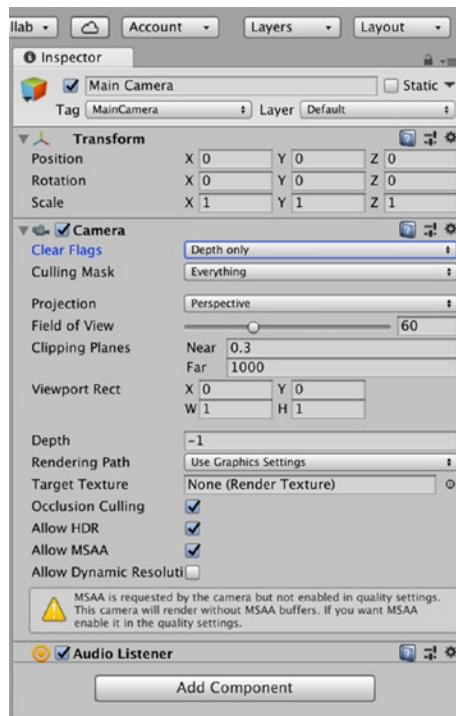 llab Account Layers Layout
Inspector
Main Camera Static
Tag MainCamera Layer Default
Transform
Position X 0 Y 0 Z 0
Rotation X 0 Y 0 Z 0
Scale X 1 Y 1 Z 1
Camera
Clear Flags Depth only
Culling Mask Everything
Projection Perspective
Field of View 60
Clipping Planes Near 0.3
Far 1000
Viewport Rect X 0 Y 0
W 1 H 1
Depth -1
Rendering Path Use Graphics Settings
Target Texture None (Render Texture)
Occlusion Culling
Allow HDR
Allow MSAA
Allow Dynamic Resoluti
MSAA is requested by the camera but not enabled in quality settings.
This camera will render without MSAA buffers. If you want MSAA
enable it in the quality settings.
Audio Listener
Add Component